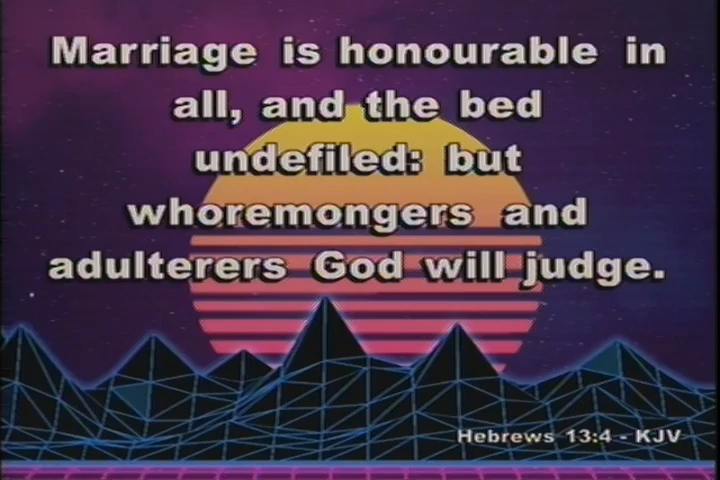 Marriage is honourable in
all, and the bed
undefiled: but
whoremongers and
adulterers God will judge.
Hebrews 13:4 - KJV